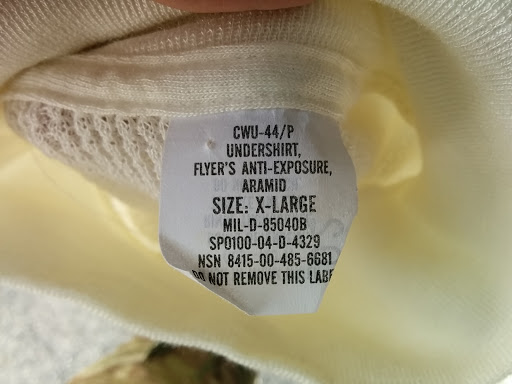 CWU-44/P
UNDERSHIRT,
FLYER'S ANTI-EXPOSURE,
ARAMID
SIZE: X-LARGE
MIL-D-85040B
SP0100-04-D-4329
NSN 8415-00-485-6681
DO NOT REMOVE THIS LABE